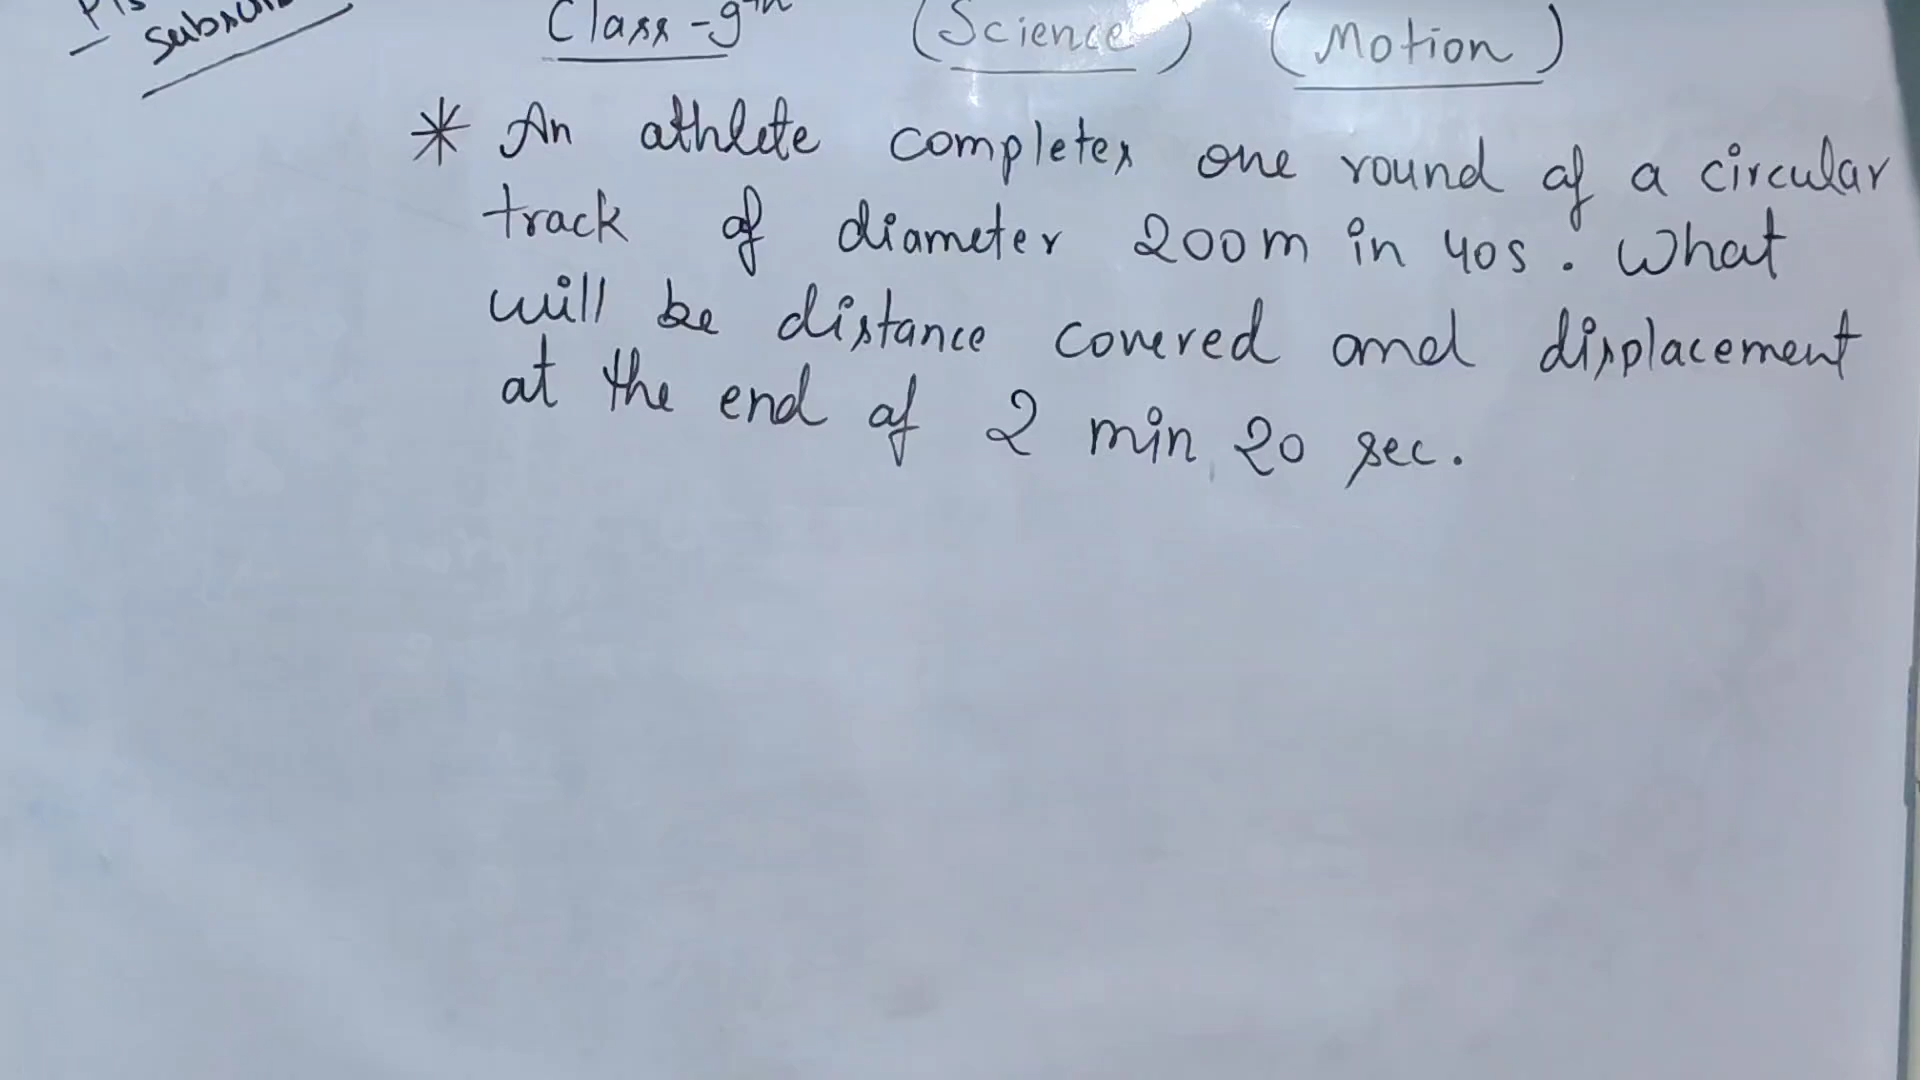 Class-9th (Science) (Motion)
* An athlete completes one round of a circular
track of diameter 200m in 40s. What
will be distance covered and displacement
at the end of 2 min 20 sec.